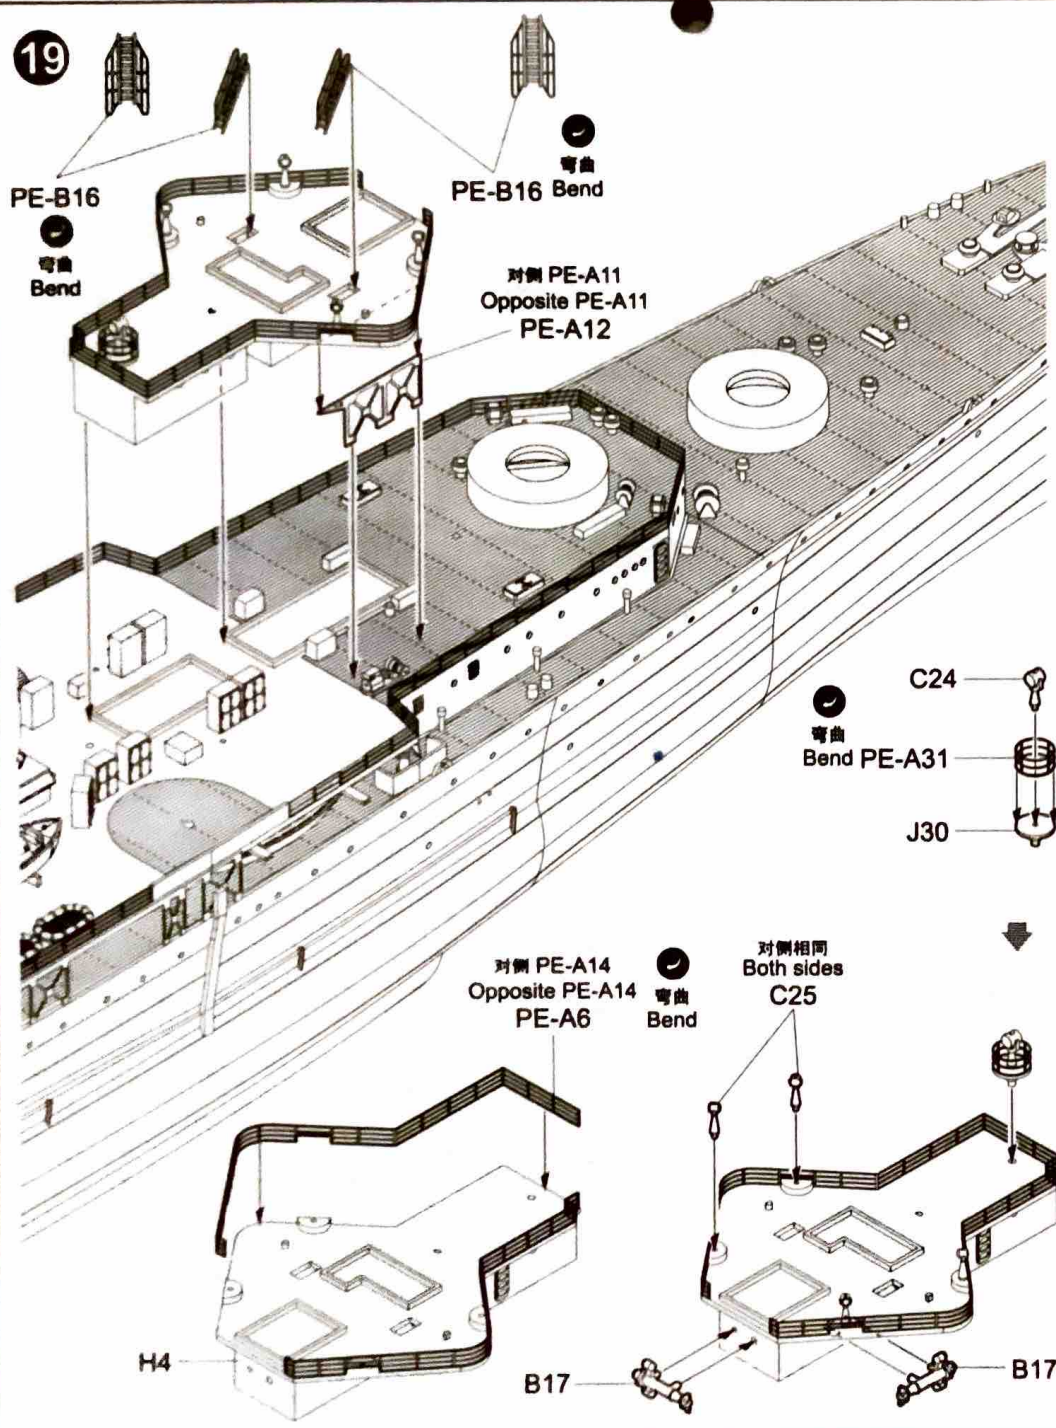 19
PE-B16
弯曲
Bend
PE-B16
弯曲
Bend
对侧 PE-A11
Opposite PE-A11
PE-A12
C24
弯曲
Bend PE-A31
J30
对侧 PE-A14
Opposite PE-A14
PE-A6
弯曲
Bend
对侧相同
Both sides
C25
H4
B17
B17